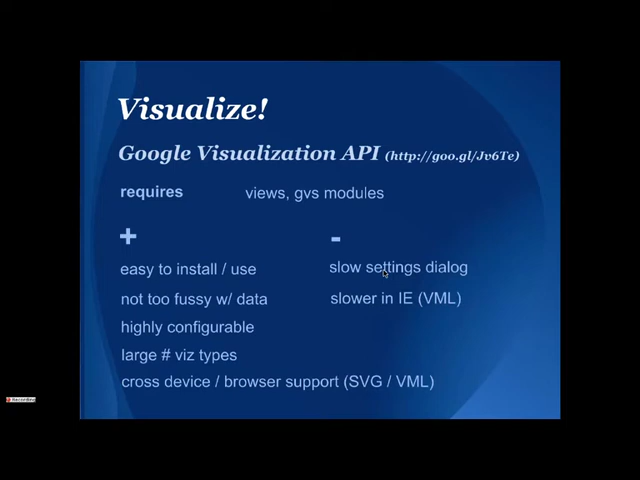 Visualize!
Google Visualization API (http://goo.gl/Jv6Te)
requires views, gvs modules
+ -
easy to install / use slow settings dialog
not too fussy w/ data slower in IE (VML)
highly configurable
large # viz types
cross device / browser support (SVG / VML)
Recording